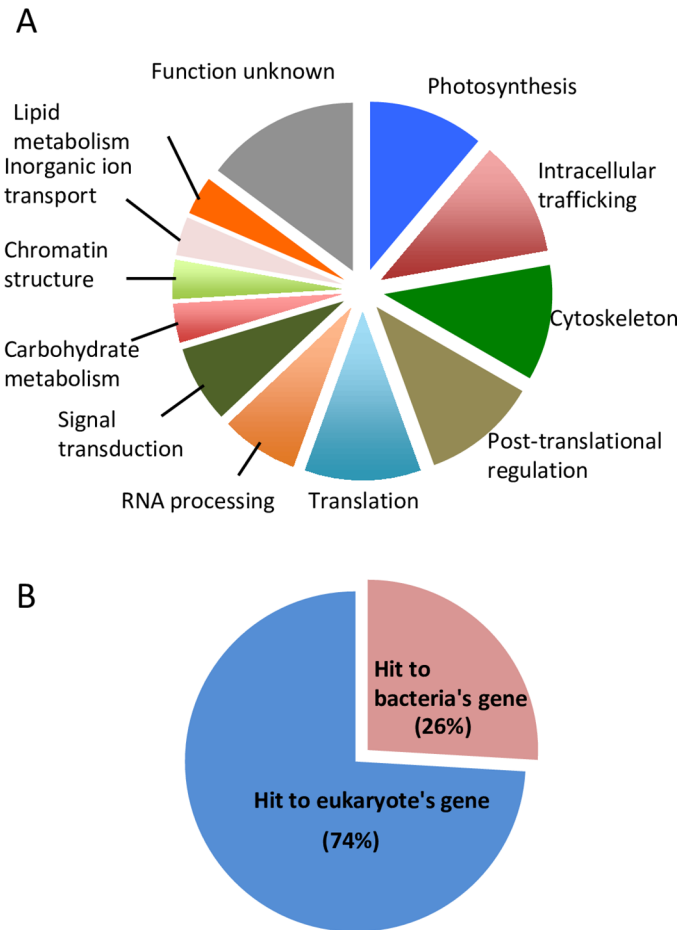 A
Function unknown
Photosynthesis
Lipid
metabolism
Inorganic ion
transport
Intracellular
trafficking
Chromatin
structure
Cytoskeleton
Carbohydrate
metabolism
Signal
transduction
Post-translational
regulation
RNA processing
Translation
B
Hit to
bacteria's gene
(26%)
Hit to eukaryote's gene
(74%)